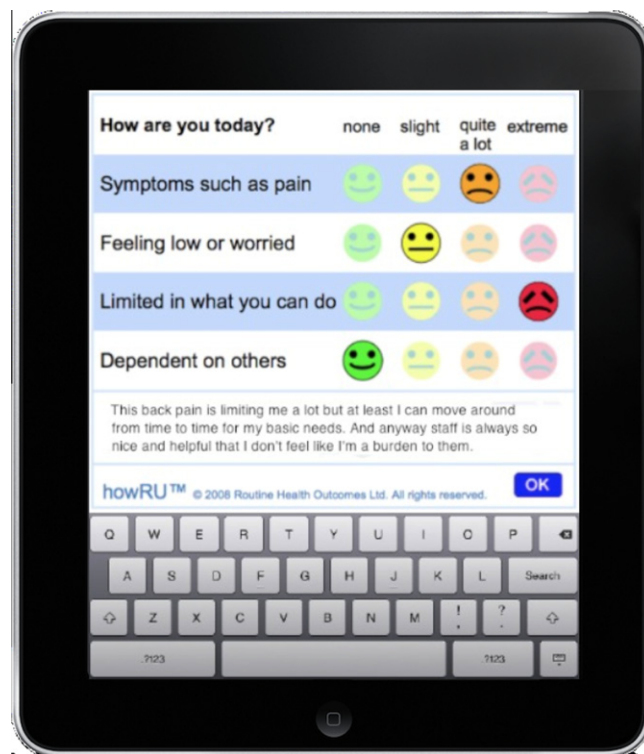 How are you today? none slight quite a lot extreme
Symptoms such as pain
Feeling low or worried
Limited in what you can do
Dependent on others
This back pain is limiting me a lot but at least I can move around
from time to time for my basic needs. And anyway staff is always so
nice and helpful that I don't feel like I'm a burden to them.
howRU™ © 2008 Routine Health Outcomes Ltd. All rights reserved. OK
Q W E R T Y U I O P
A S D F G H J K L Search
Z X C V B N M ! , ? .
.?123 .?123